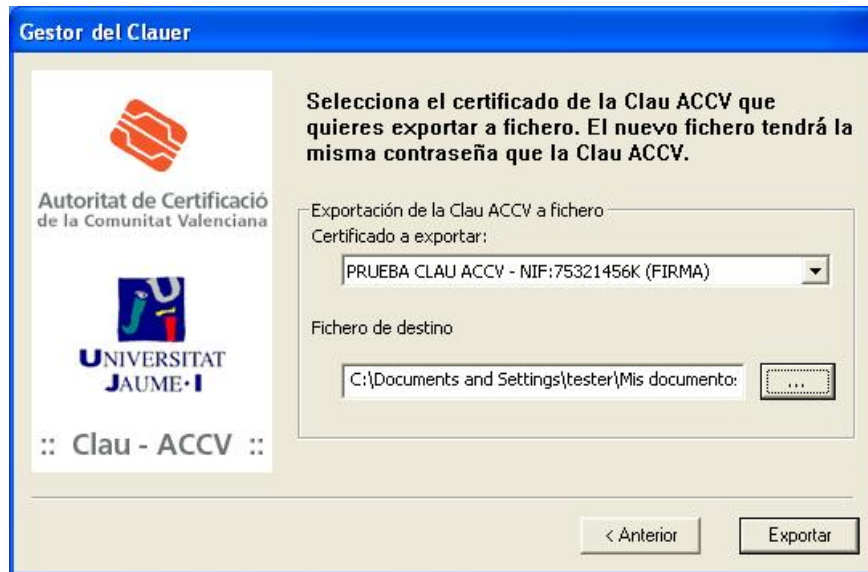 Gestor del Clauer
Autoritat de Certificació
de la Comunitat Valenciana
UNIVERSITAT
JAUME·I
:: Clau - ACCV ::
Selecciona el certificado de la Clau ACCV que
quieres exportar a fichero. El nuevo fichero tendrá la
misma contraseña que la Clau ACCV.
Exportación de la Clau ACCV a fichero
Certificado a exportar:
PRUEBA CLAU ACCV - NIF:75321456K (FIRMA)
Fichero de destino
C:\Documents and Settings\tester\Mis documento
...
< Anterior
Exportar